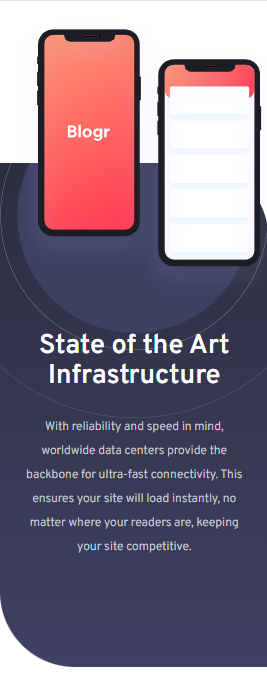 Blogr
State of the Art
Infrastructure
With reliability and speed in mind,
worldwide data centers provide the
backbone for ultra-fast connectivity. This
ensures your site will load instantly, no
matter where your readers are, keeping
your site competitive.